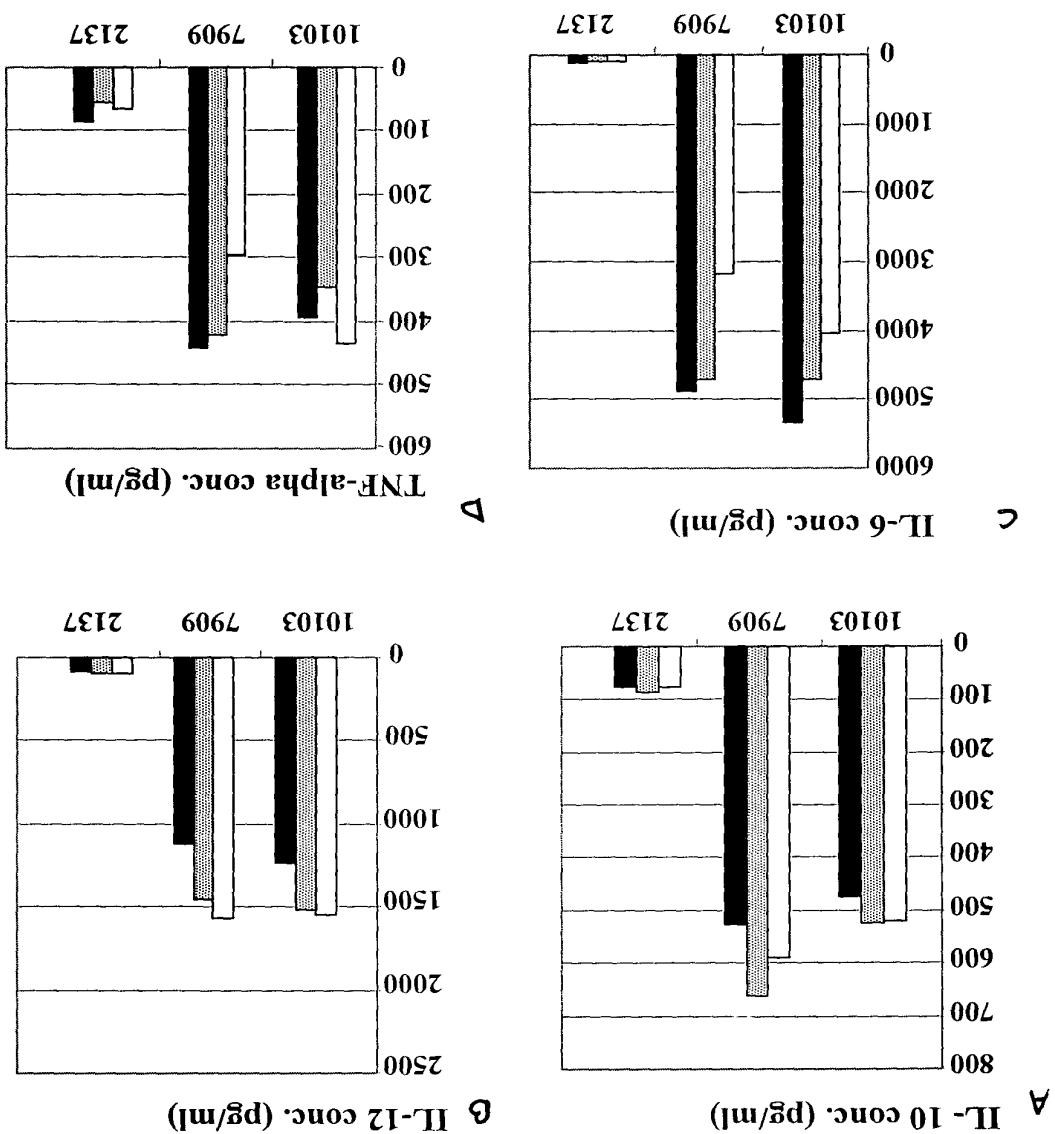 A
IL- 10 conc. (pg/ml)
800
700
600
500
400
300
200
100
0
10103 7909 2137
B
IL-12 conc. (pg/ml)
2500
2000
1500
1000
500
0
10103 7909 2137
C
IL-6 conc. (pg/ml)
6000
5000
4000
3000
2000
1000
0
10103 7909 2137
D
TNF-alpha conc. (pg/ml)
600
500
400
300
200
100
0
10103 7909 2137